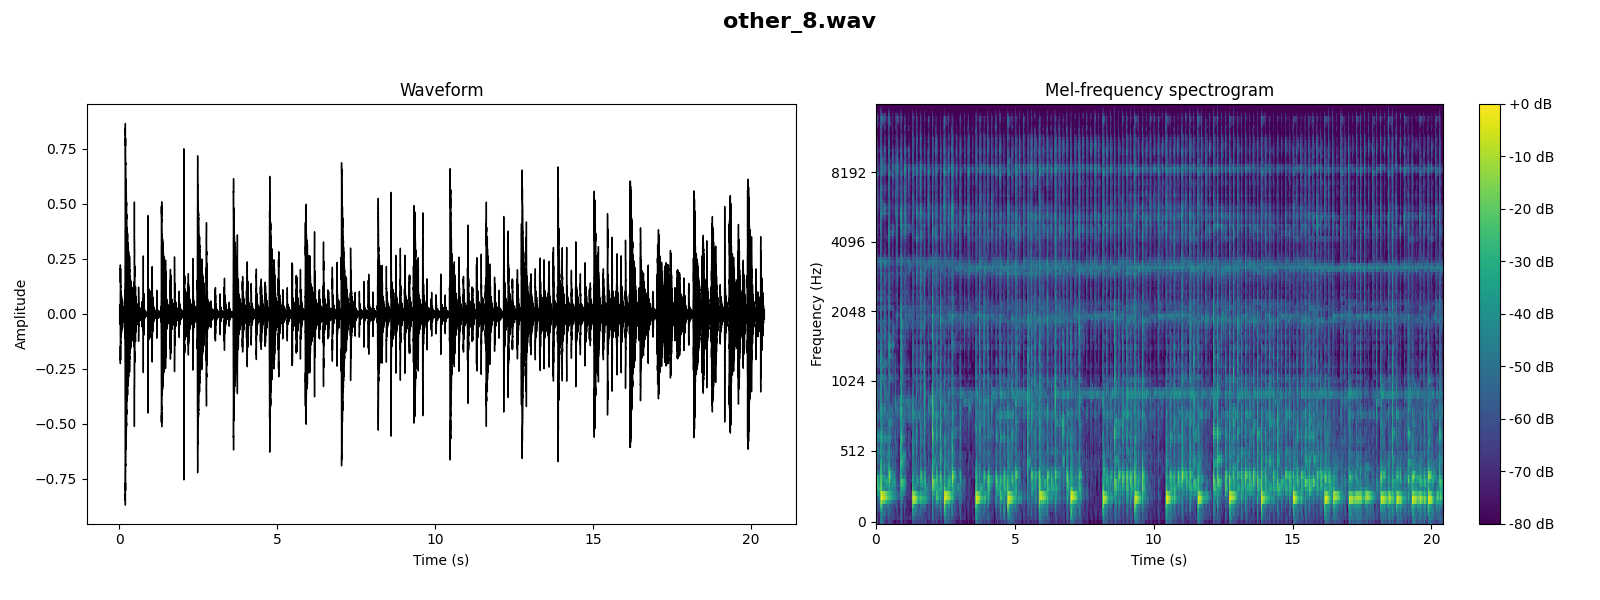 other_8.wav
Waveform
Mel-frequency spectrogram
Amplitude
0.75
0.50
0.25
0.00
−0.25
−0.50
−0.75
0 5 10 15 20
Time (s)
Frequency (Hz)
8192
4096
2048
1024
512
0
0 5 10 15 20
Time (s)
+0 dB
-10 dB
-20 dB
-30 dB
-40 dB
-50 dB
-60 dB
-70 dB
-80 dB